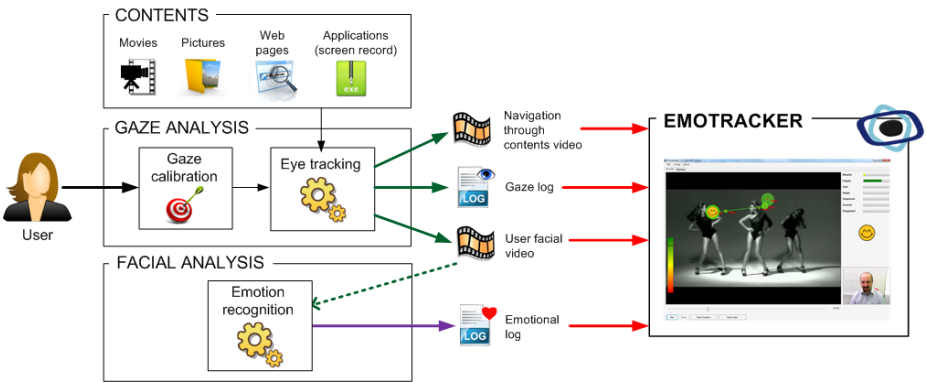 CONTENTS
Movies
Pictures
Web
pages
Applications
(screen record)
exe
GAZE ANALYSIS
Gaze
calibration
Eye tracking
User
Navigation
through
contents video
LOG
Gaze log
User facial
video
FACIAL ANALYSIS
Emotion
recognition
LOG
Emotional
log
EMOTRACKER